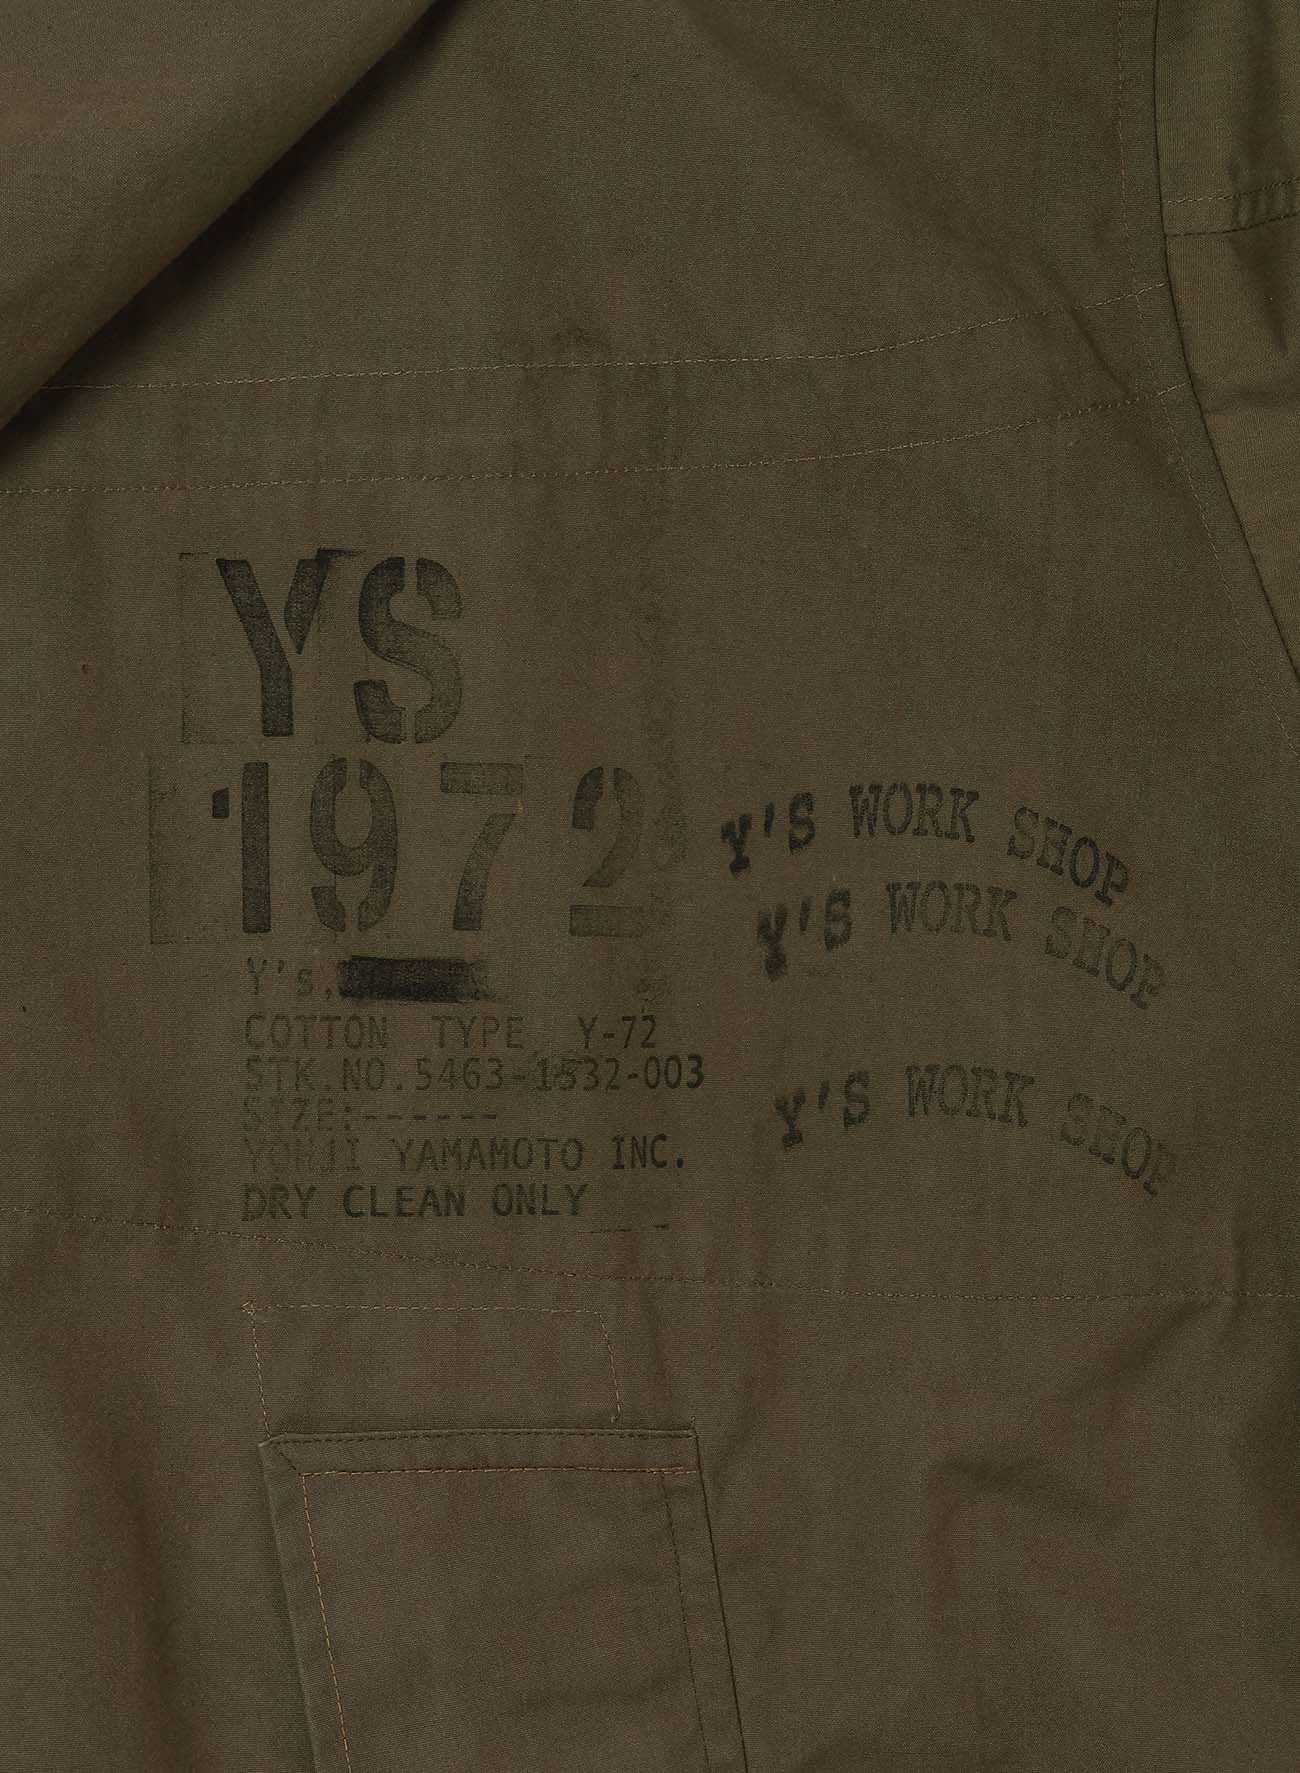 YS
1972
Y's,
COTTON TYPE Y-72
STK.NO.5463-1532-003
SIZE:------
YOHJI YAMAMOTO INC.
DRY CLEAN ONLY
Y'S WORK SHOP
Y'S WORK SHOP
Y'S WORK SHOP